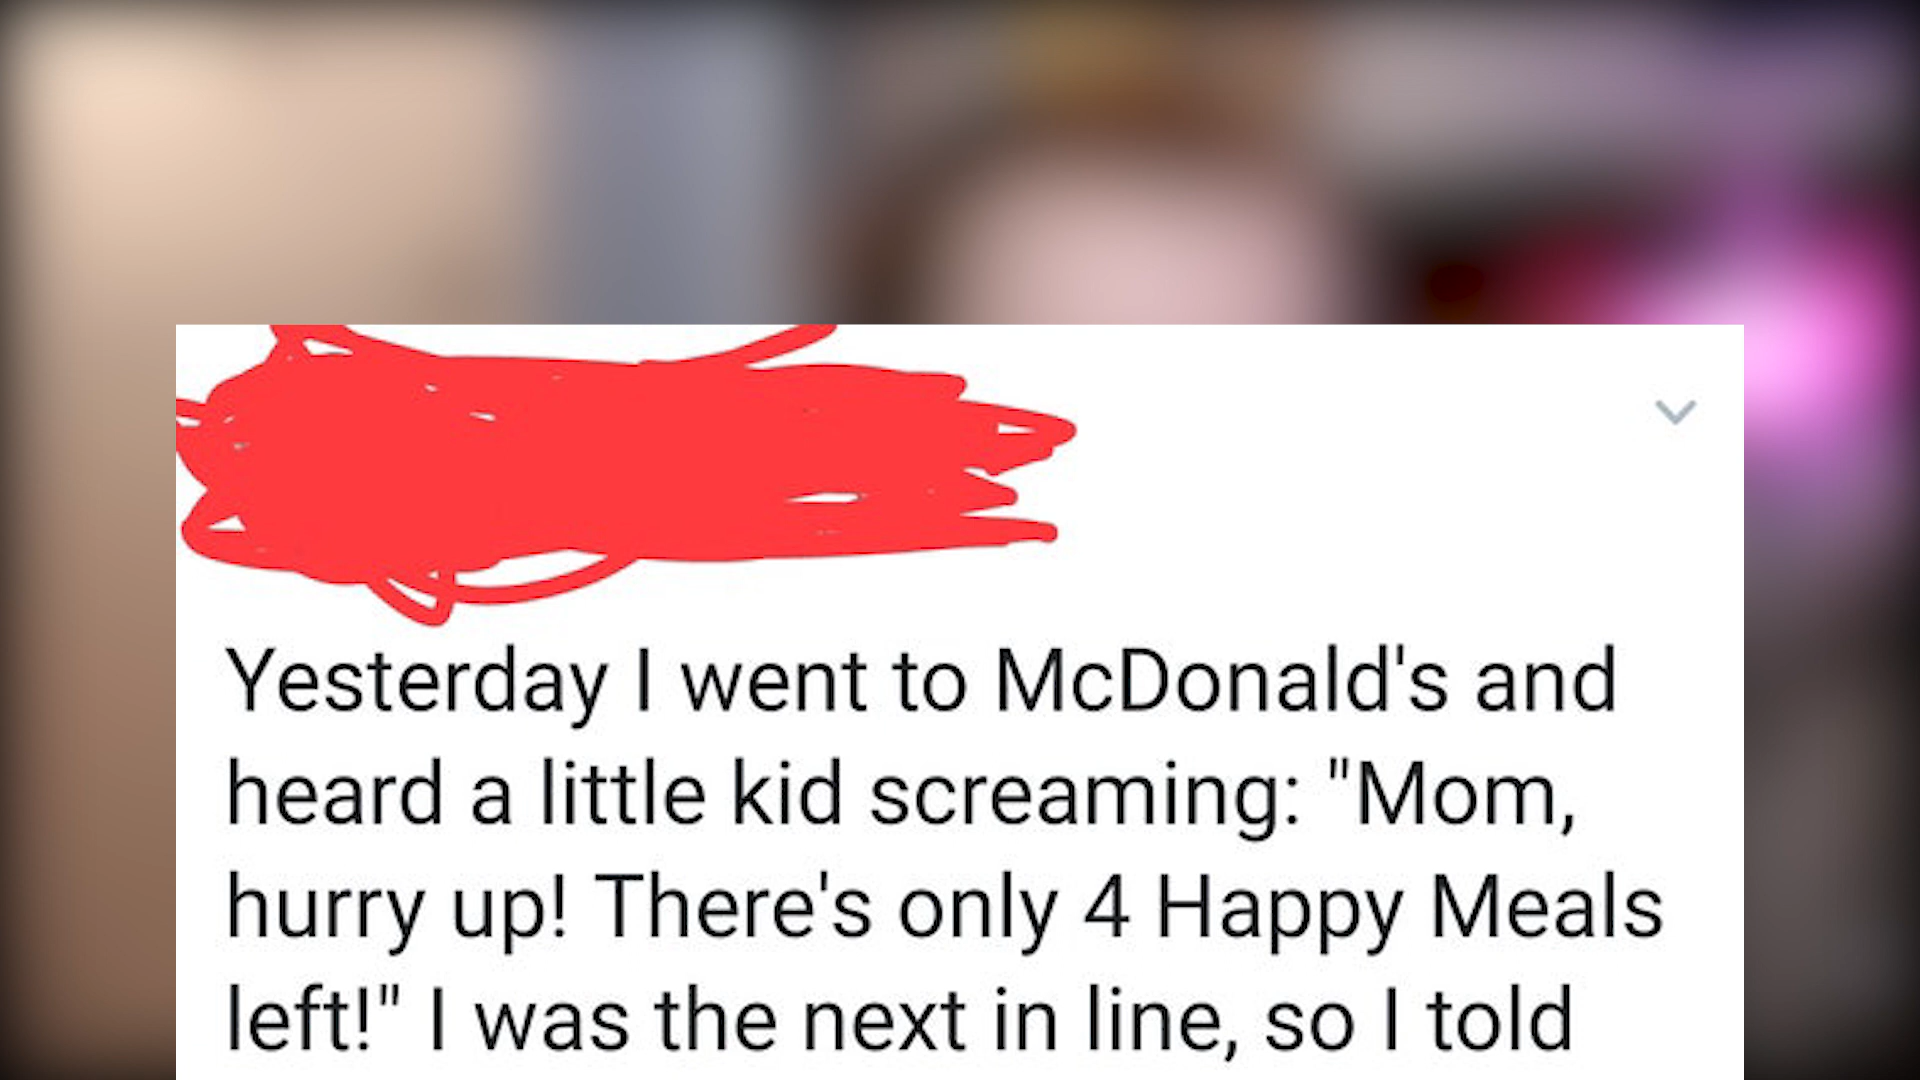 Yesterday I went to McDonald's and
heard a little kid screaming: "Mom,
hurry up! There's only 4 Happy Meals
left!" I was the next in line, so I told